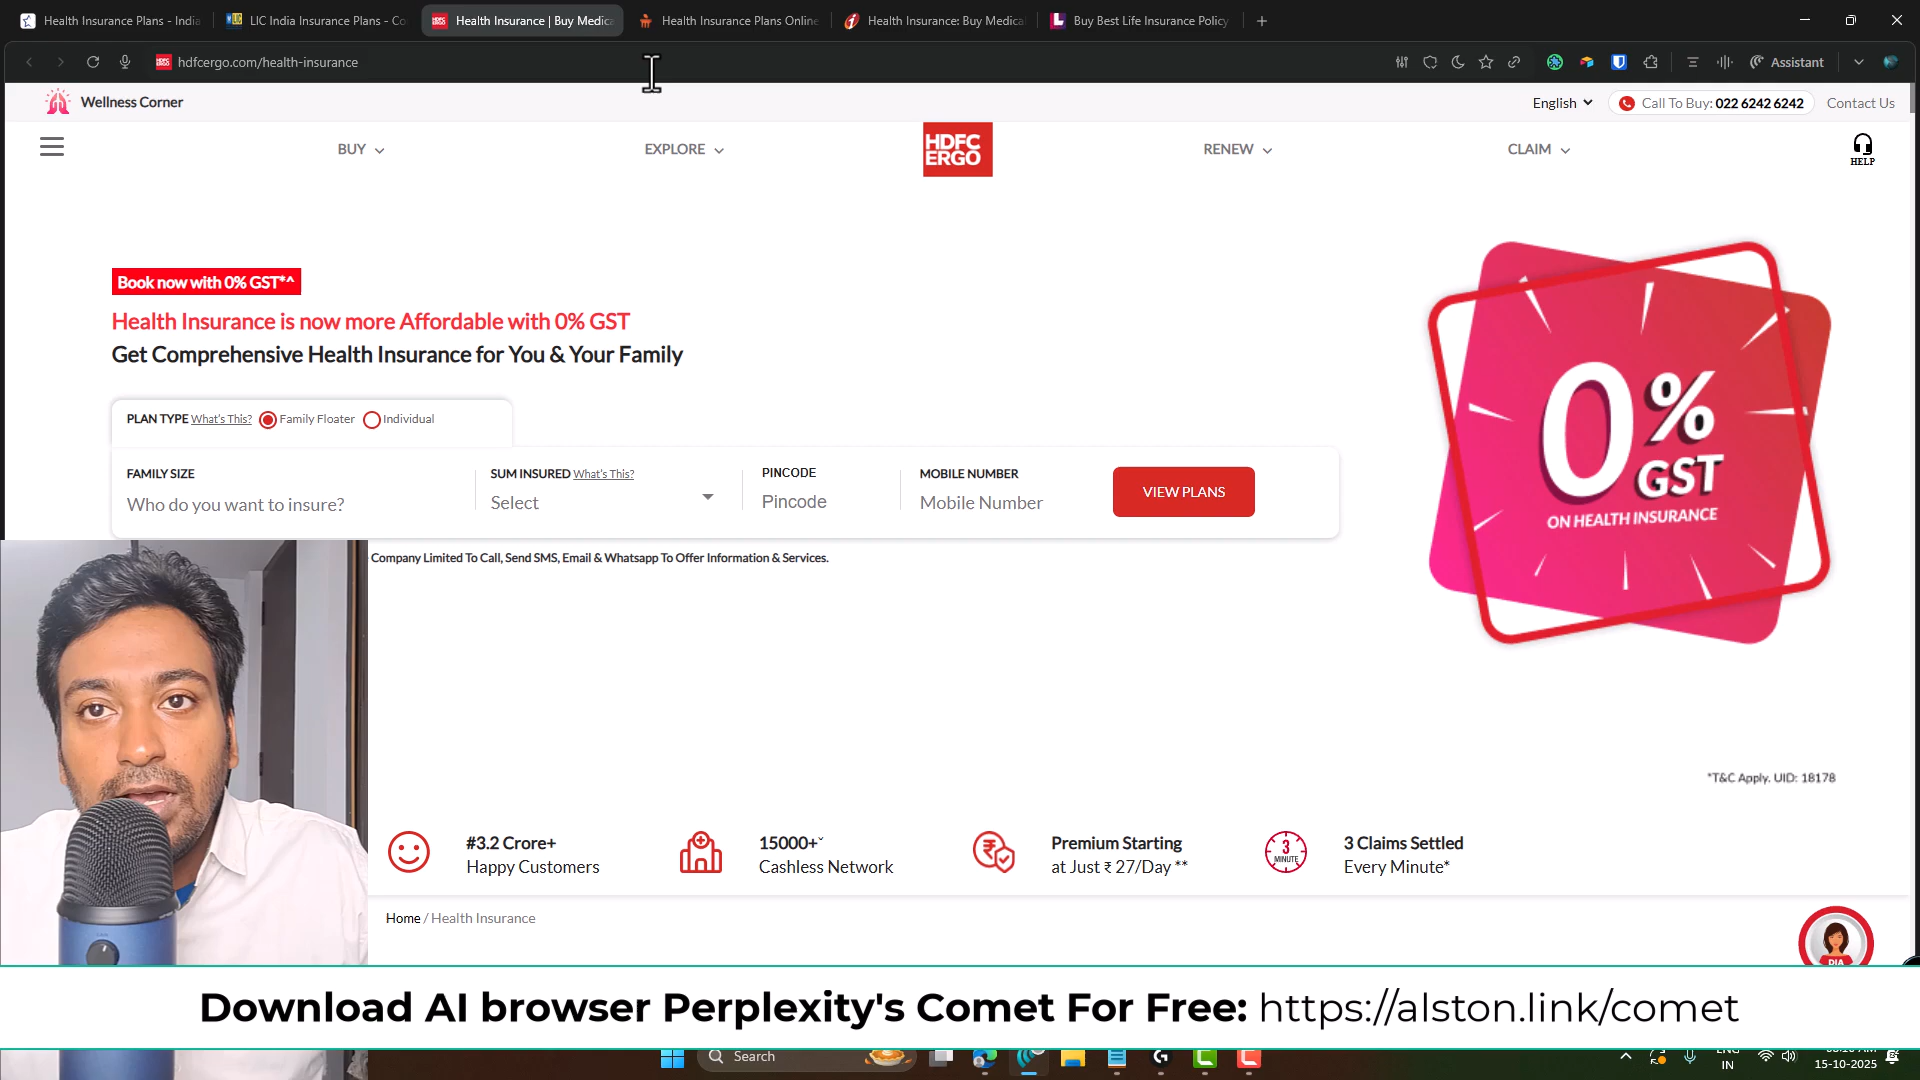 Health Insurance Plans - India
LIC India Insurance Plans - Co
Health Insurance | Buy Medica
Health Insurance Plans Online
Health Insurance: Buy Medical
Buy Best Life Insurance Policy
hdfcergo.com/health-insurance
Assistant
Wellness Corner
English
Call To Buy: 022 6242 6242
Contact Us
BUY
EXPLORE
HDFC
ERGO
RENEW
CLAIM
HELP
Book now with 0% GST*^
Health Insurance is now more Affordable with 0% GST
Get Comprehensive Health Insurance for You & Your Family
PLAN TYPE What's This? Family Floater Individual
FAMILY SIZE
Who do you want to insure?
SUM INSURED What's This?
Select
PINCODE
Pincode
MOBILE NUMBER
Mobile Number
VIEW PLANS
Company Limited To Call, Send SMS, Email & Whatsapp To Offer Information & Services.
0%
GST
ON HEALTH INSURANCE
*T&C Apply. UID: 18178
#3.2 Crore+
Happy Customers
15000+ˇ
Cashless Network
Premium Starting
at Just ₹ 27/Day **
3
MINUTE
3 Claims Settled
Every Minute*
Home / Health Insurance
DIA
Download AI browser Perplexity's Comet For Free: https://alston.link/comet
Search
ENG
IN
15-10-2025